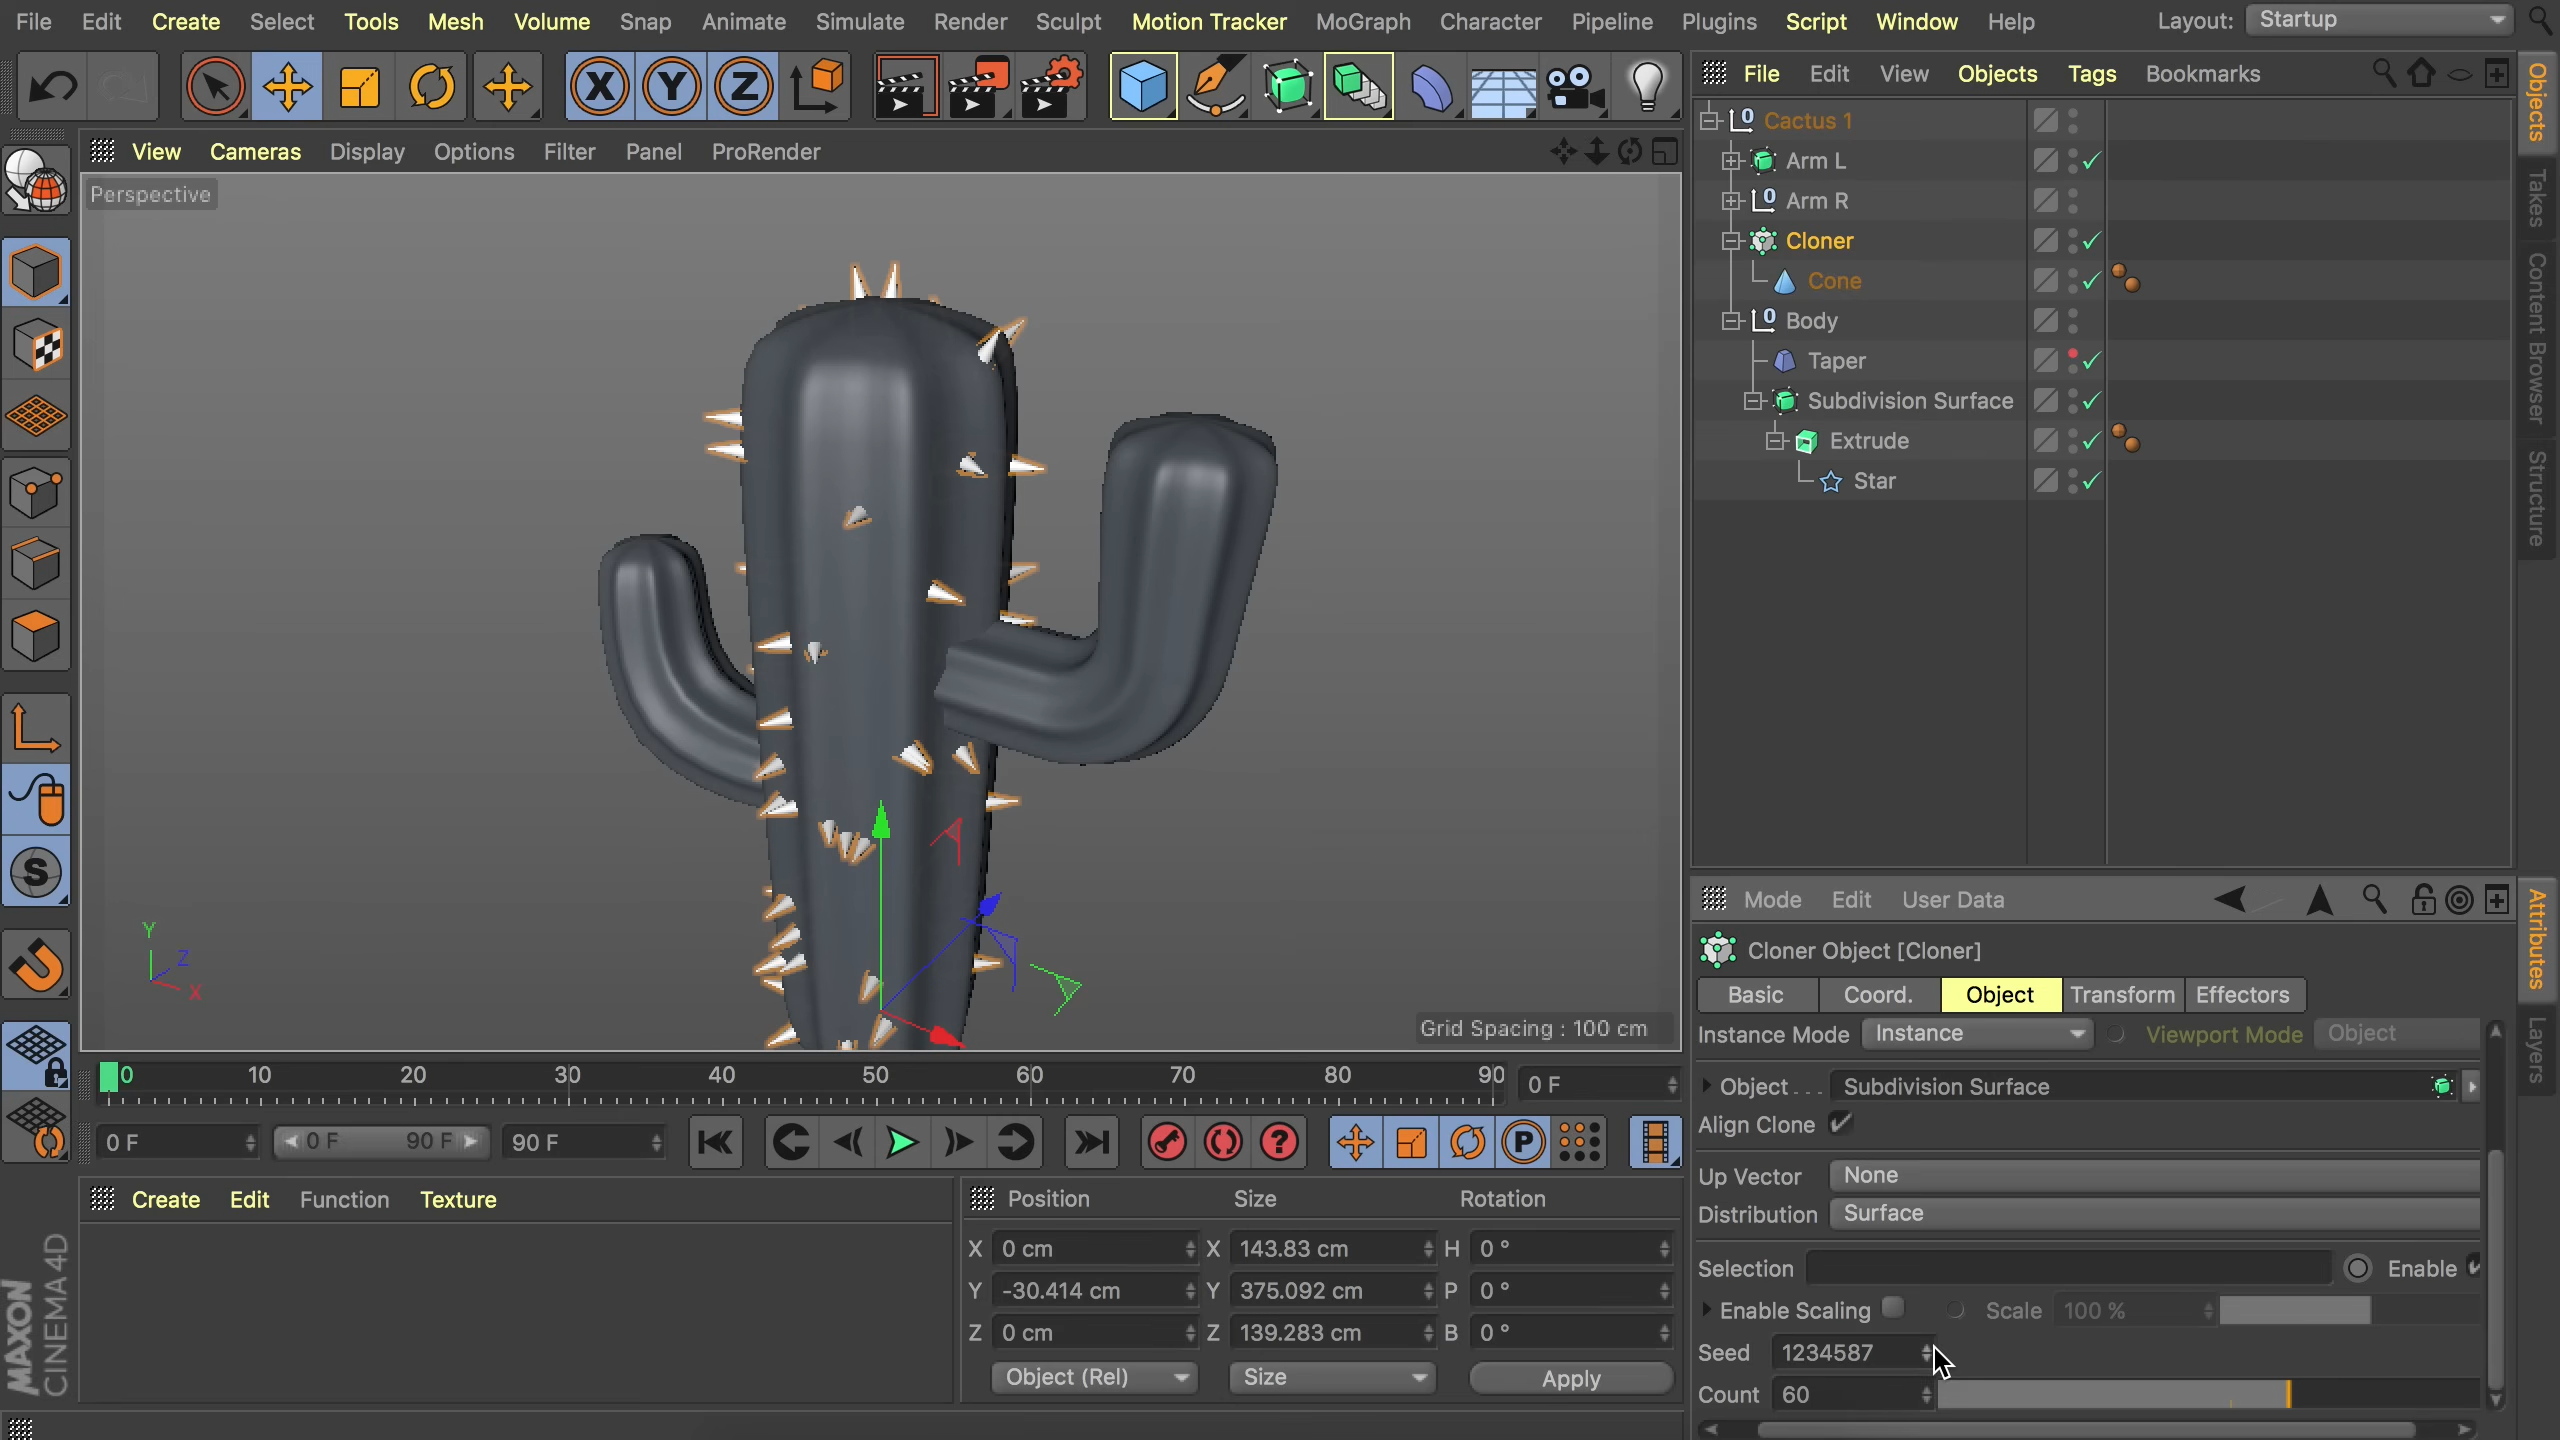 File Edit Create Select Tools Mesh Volume Snap Animate Simulate Render Sculpt Motion Tracker MoGraph Character Pipeline Plugins Script Window Help Layout: Startup
X Y Z
File Edit View Objects Tags Bookmarks
View Cameras Display Options Filter Panel ProRender
Perspective
Cactus 1
Arm L
Arm R
Cloner
Cone
Body
Taper
Subdivision Surface
Extrude
Star
Objects
Takes
Content Browser
Structure
S
Y
Z
X
Grid Spacing : 100 cm
0 10 20 30 40 50 60 70 80 90 0 F
0 F 0 F 90 F 90 F ? P
Create Edit Function Texture
Position Size Rotation
X 0 cm X 143.83 cm H 0 °
Y -30.414 cm Y 375.092 cm P 0 °
Z 0 cm Z 139.283 cm B 0 °
Object (Rel) Size Apply
MAXON
CINEMA 4D
Mode Edit User Data
Cloner Object [Cloner]
Basic Coord. Object Transform Effectors
Instance Mode Instance Viewport Mode Object
Object . . . Subdivision Surface
Align Clone
Up Vector None
Distribution Surface
Selection Enable
Enable Scaling Scale 100 %
Seed 1234587
Count 60
Attributes
Layers